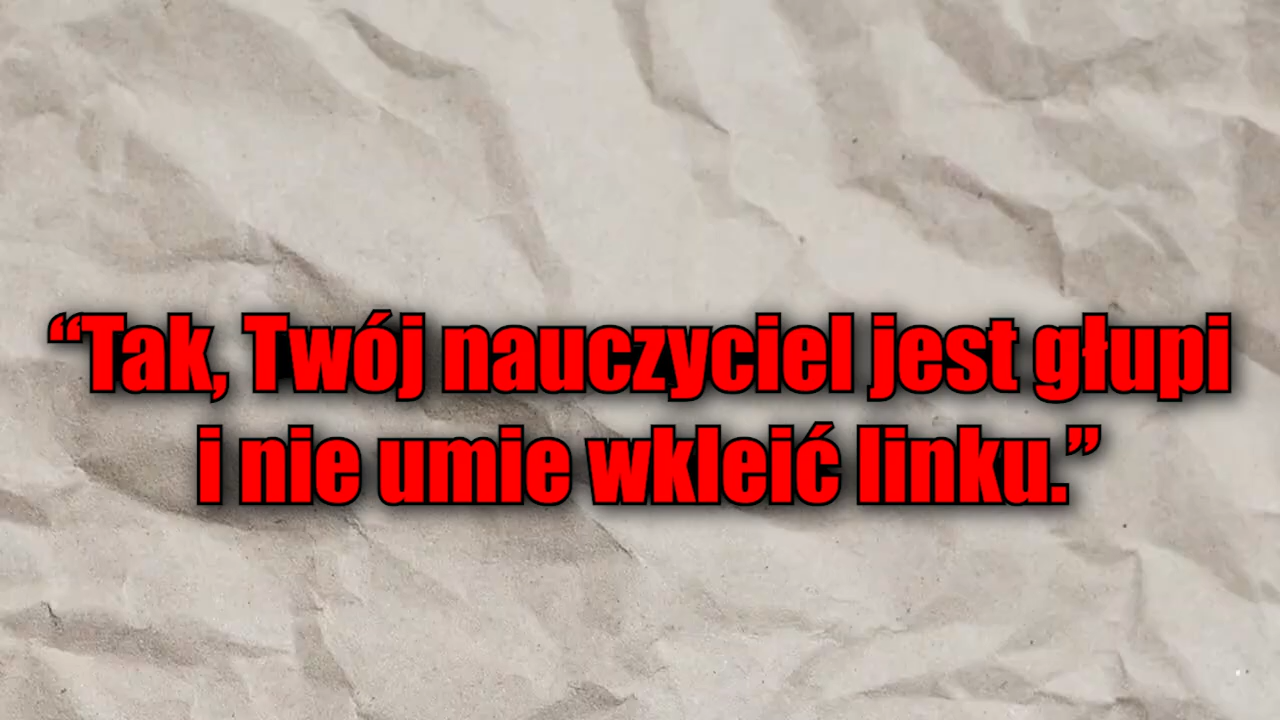 “Tak, Twój nauczyciel jest głupi
i nie umie wkleić linku.”